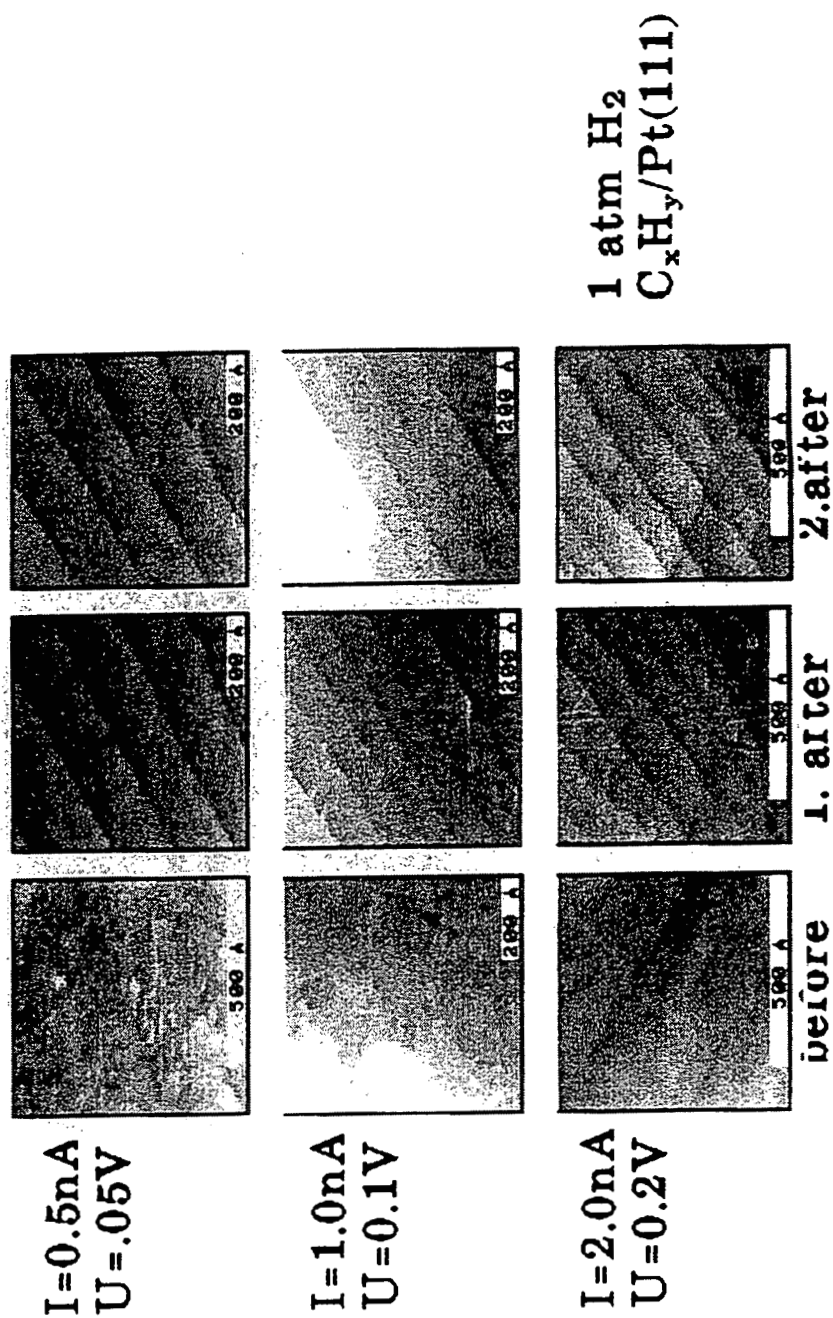 I=0.5nA
U=.05V
500 A
200 A
200 A
I=1.0nA
U=0.1V
200 A
200 A
200 A
I=2.0nA
U=0.2V
500 A
500 A
500 A
1 atm H₂
CₓHᵧ/Pt(111)
before
1. after
2.after